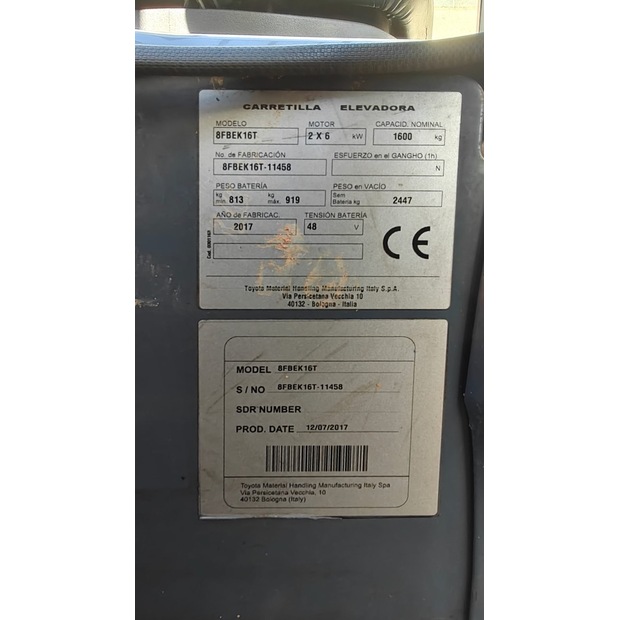 CARRETILLA ELEVADORA
MODELO MOTOR CAPACID. NOMINAL
8FBEK16T 2 X 6 kW 1600 kg
No. de FABRICACIÓN ESFUERZO en el GANGHO (1h)
8FBEK16T-11458 N
PESO BATERÍA PESO en VACÍO
kg min. 813 kg máx. 919 Sem Bateria kg 2447
AÑO de FABRICAC. TENSIÓN BATERÍA
2017 48 V
CE
Toyota Material Handling Manufacturing Italy S.p.A.
Via Persicetana Vecchia 10
40132 - Bologna - Italia
MODEL 8FBEK16T
S / NO 8FBEK16T-11458
SDR NUMBER
PROD. DATE 12/07/2017
Toyota Material Handling Manufacturing Italy Spa
Via Persicetana Vecchia, 10
40132 Bologna (Italy)